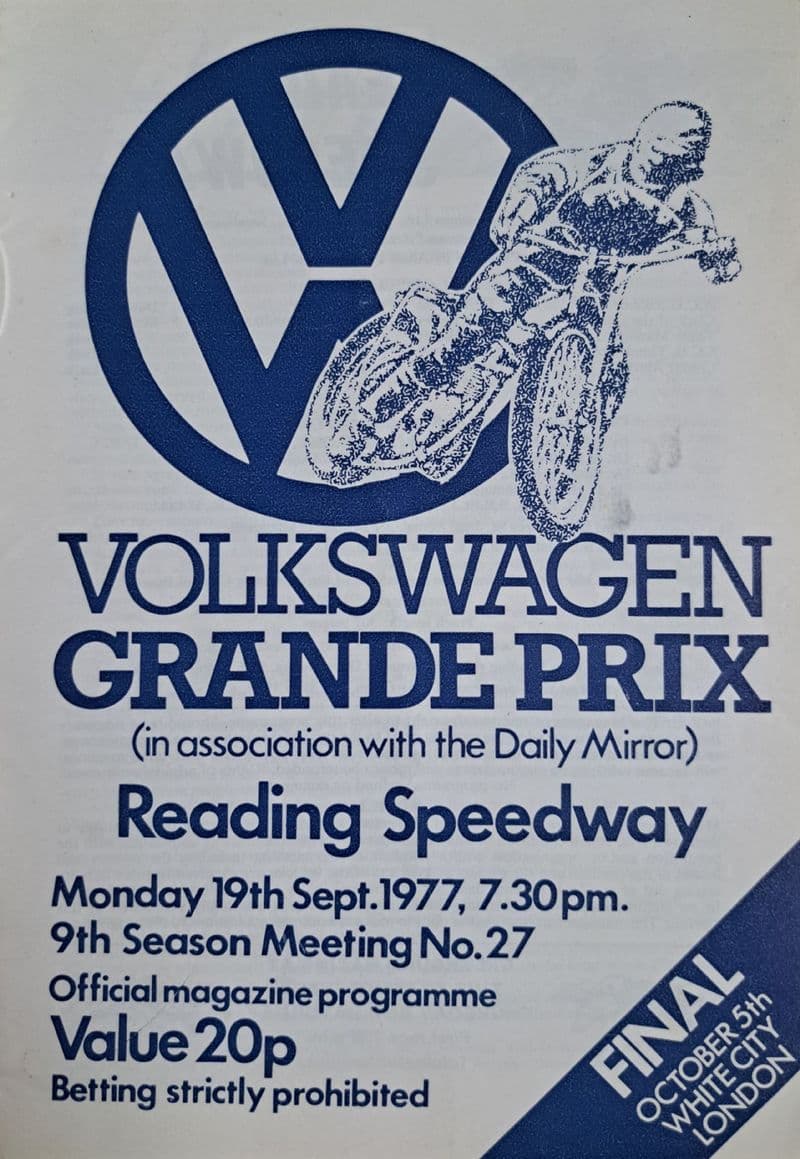 VOLKSWAGEN
GRANDE PRIX
(in association with the Daily Mirror)
Reading Speedway
Monday 19th Sept.1977, 7.30pm.
9th Season Meeting No.27
Official magazine programme
Value 20p
Betting strictly prohibited
FINAL
OCTOBER 5th
WHITE CITY
LONDON